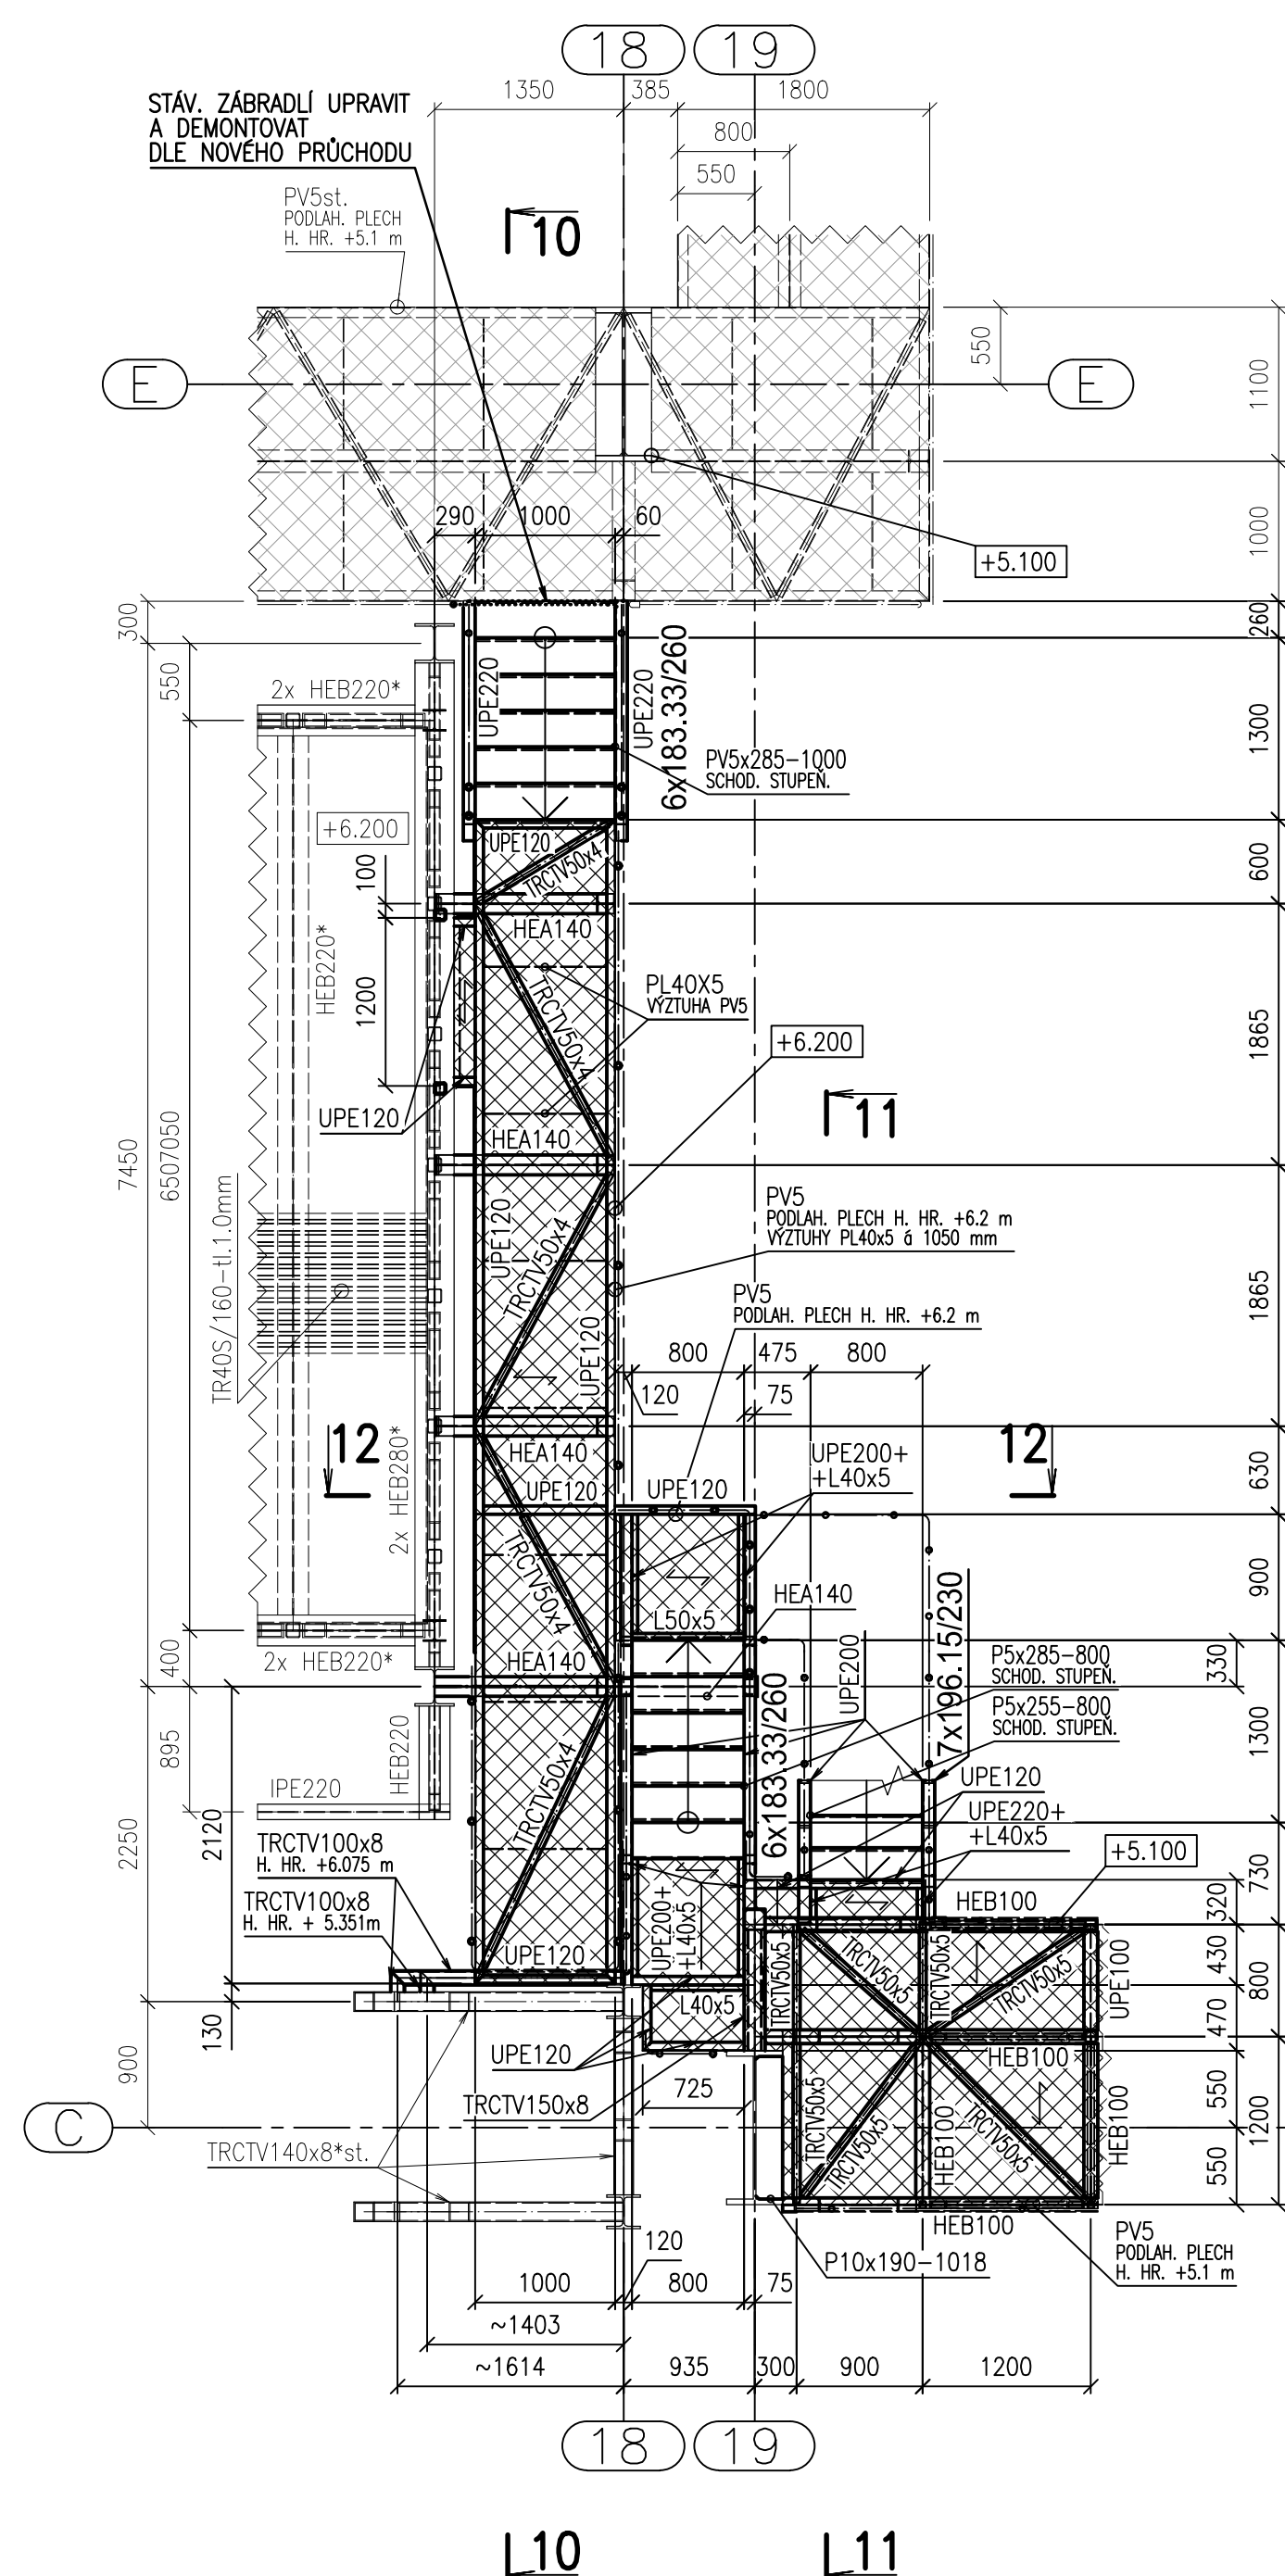 18
19
1350
385
1800
STÁV. ZÁBRADLÍ UPRAVIT
A DEMONTOVAT
DLE NOVÉHO PRŮCHODU
800
550
PV5st.
PODLAH. PLECH
H. HR. +5.1 m
10
E
E
550
1100
290
1000
60
+5.100
1000
300
260
550
2x HEB220*
UPE220
UPE220
6x183.33/260
1300
PV5x285-1000
SCHOD. STUPEŇ.
+6.200
UPE120
TRCTV50x4
100
600
HEA140
HEB220*
1200
TRCTV50x4
PL40X5
VÝZTUHA PV5
1865
+6.200
UPE120
11
HEA140
7450
6507050
TR40S/160-tl.1.0mm
UPE120
TRCTV50x4
PV5
PODLAH. PLECH H. HR. +6.2 m
VÝZTUHY PL40x5 á 1050 mm
PV5
PODLAH. PLECH H. HR. +6.2 m
1865
UPE120
800
475
800
120
75
12
12
2x HEB280*
HEA140
UPE120
UPE120
UPE200+
+L40x5
630
TRCTV50x4
L50x5
HEA140
900
7x196.15/230
2x HEB220*
400
HEA140
UPE200
P5x285-800
SCHOD. STUPEŇ.
P5x255-800
SCHOD. STUPEŇ.
330
6x183.33/260
1300
895
HEB220
IPE220
TRCTV50x4
UPE120
UPE220+
+L40x5
+5.100
2250
2120
TRCTV100x8
H. HR. +6.075 m
TRCTV100x8
H. HR. + 5.351m
UPE120
UPE200+
+L40x5
HEB100
730
320
TRCTV50x5
TRCTV50x5
TRCTV50x5
TRCTV50x5
UPE100
430
800
130
L40x5
470
900
UPE120
HEB100
725
TRCTV150x8
TRCTV50x5
TRCTV50x5
HEB100
TRCTV50x5
HEB100
550
1200
C
TRCTV140x8*st.
550
HEB100
PV5
PODLAH. PLECH
H. HR. +5.1 m
P10x190-1018
120
1000
800
75
~1403
~1614
935
300
900
1200
18
19
10
11